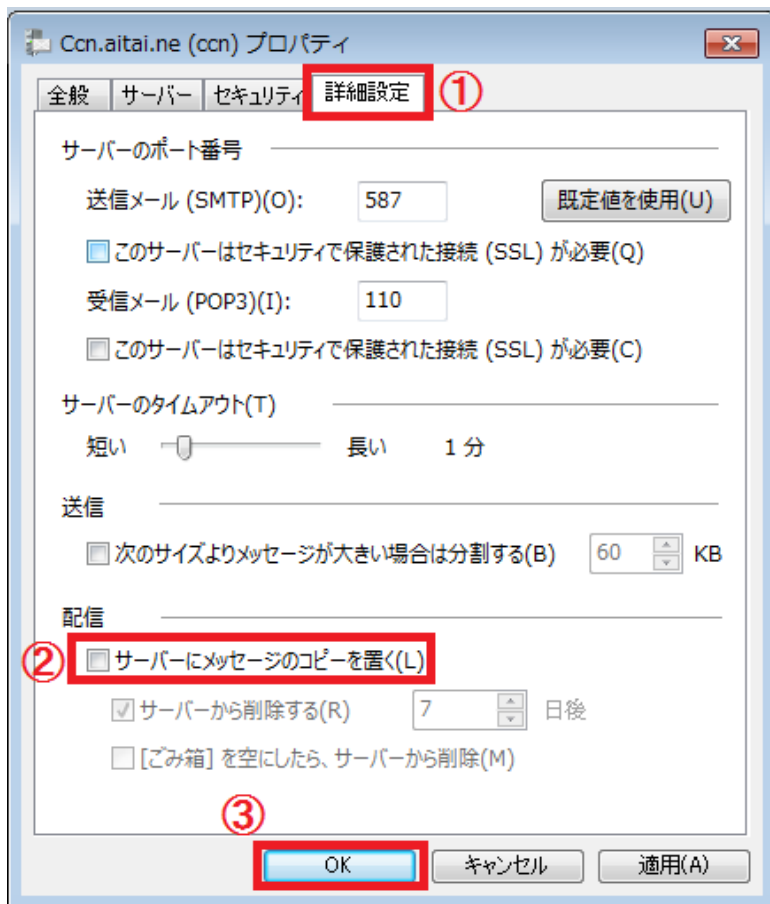 Ccn.aitai.ne (ccn) プロパティ
全般 サーバー セキュリティ 詳細設定 ①
サーバーのポート番号
送信メール (SMTP)(O): 587 既定値を使用(U)
このサーバーはセキュリティで保護された接続 (SSL) が必要(Q)
受信メール (POP3)(I): 110
このサーバーはセキュリティで保護された接続 (SSL) が必要(C)
サーバーのタイムアウト(T)
短い 長い 1 分
送信
次のサイズよりメッセージが大きい場合は分割する(B) 60 KB
配信
② サーバーにメッセージのコピーを置く(L)
サーバーから削除する(R) 7 日後
[ごみ箱] を空にしたら、サーバーから削除(M)
③
OK キャンセル 適用(A)